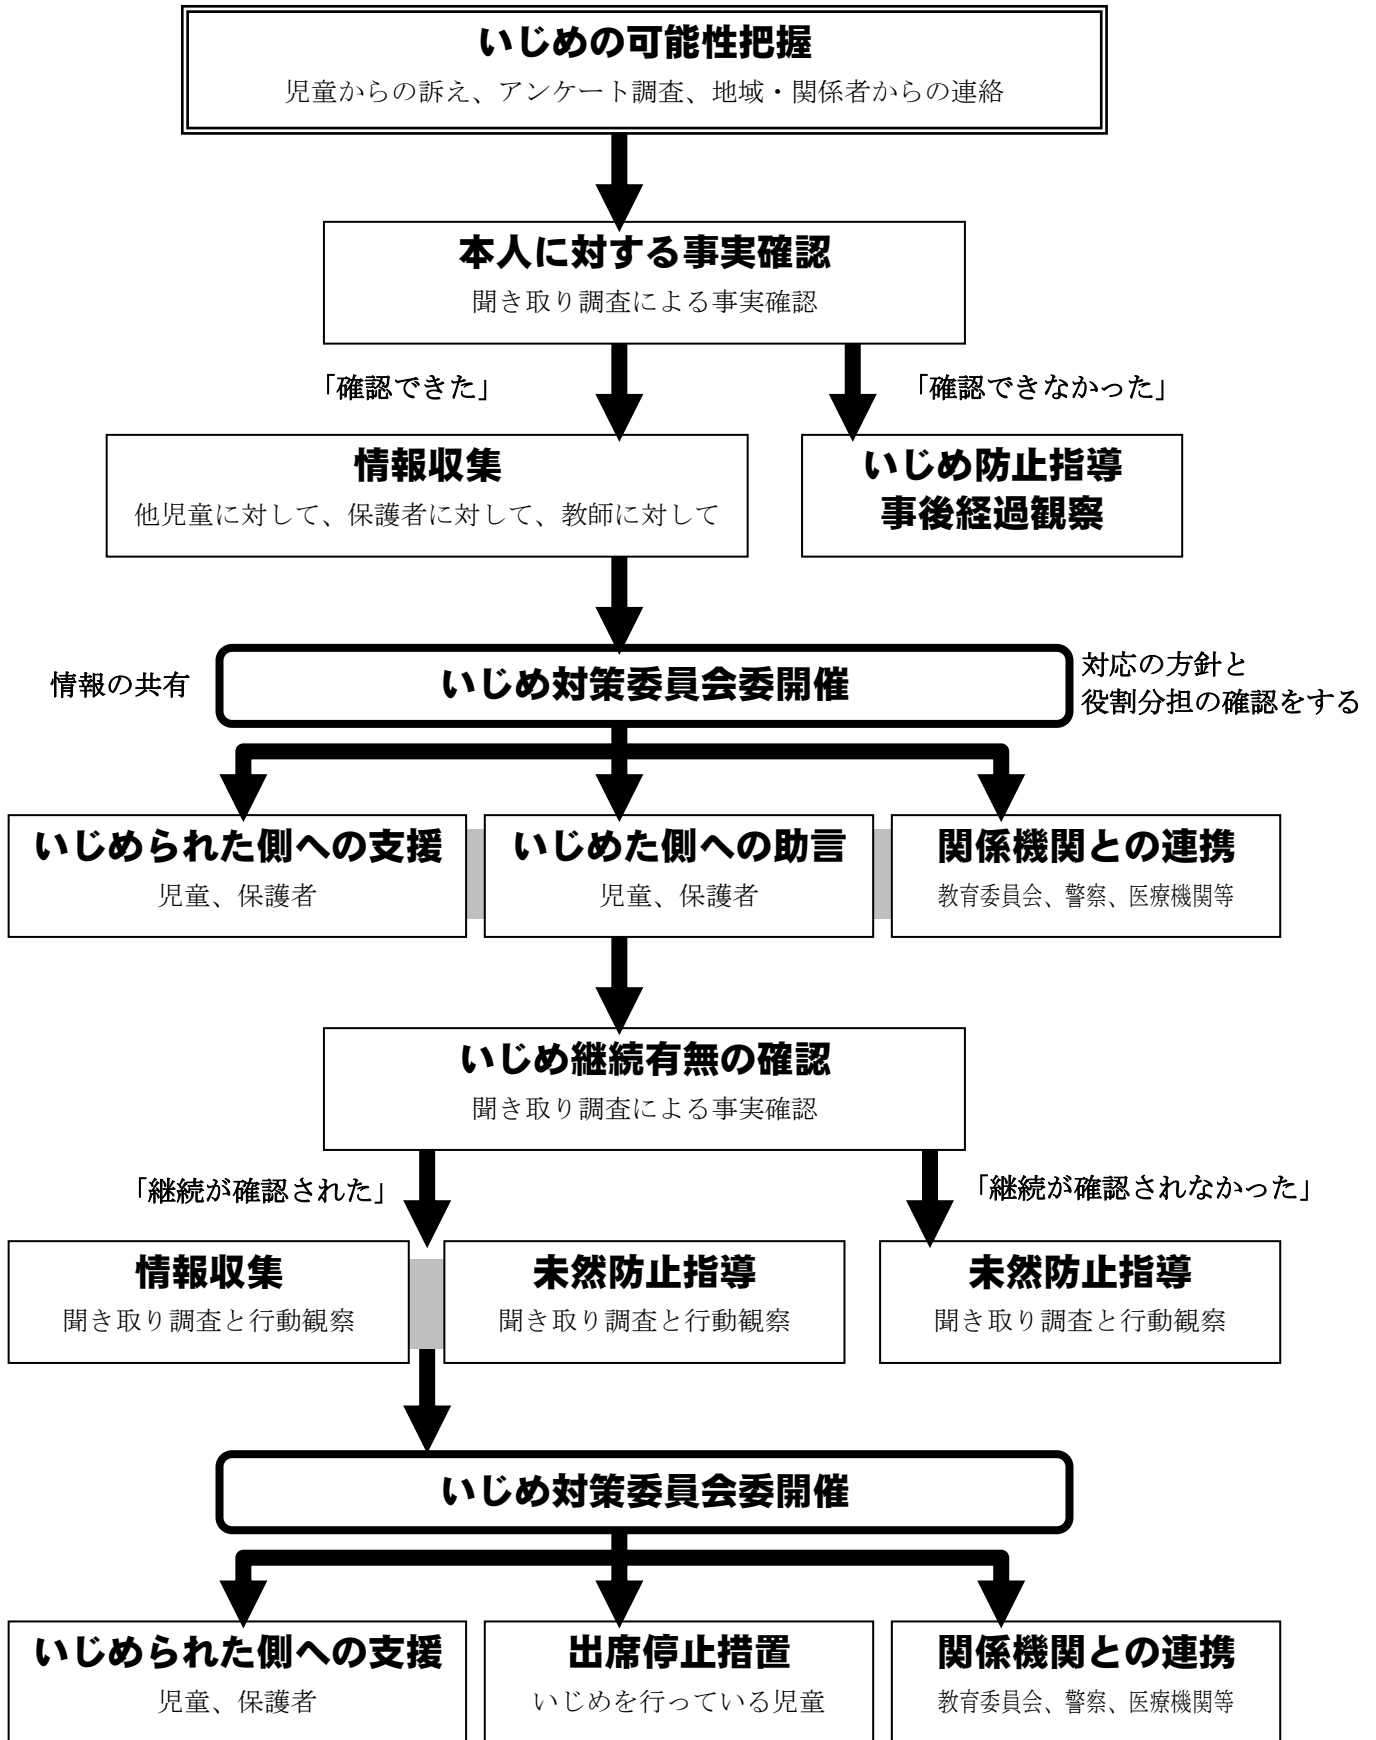 いじめの可能性把握
児童からの訴え、アンケート調査、地域・関係者からの連絡
本人に対する事実確認
聞き取り調査による事実確認
「確認できた」
「確認できなかった」
情報収集
他児童に対して、保護者に対して、教師に対して
いじめ防止指導
事後経過観察
情報の共有
いじめ対策委員会委開催
対応の方針と
役割分担の確認をする
いじめられた側への支援
児童、保護者
いじめた側への助言
児童、保護者
関係機関との連携
教育委員会、警察、医療機関等
いじめ継続有無の確認
聞き取り調査による事実確認
「継続が確認された」
「継続が確認されなかった」
情報収集
聞き取り調査と行動観察
未然防止指導
聞き取り調査と行動観察
未然防止指導
聞き取り調査と行動観察
いじめ対策委員会委開催
いじめられた側への支援
児童、保護者
出席停止措置
いじめを行っている児童
関係機関との連携
教育委員会、警察、医療機関等